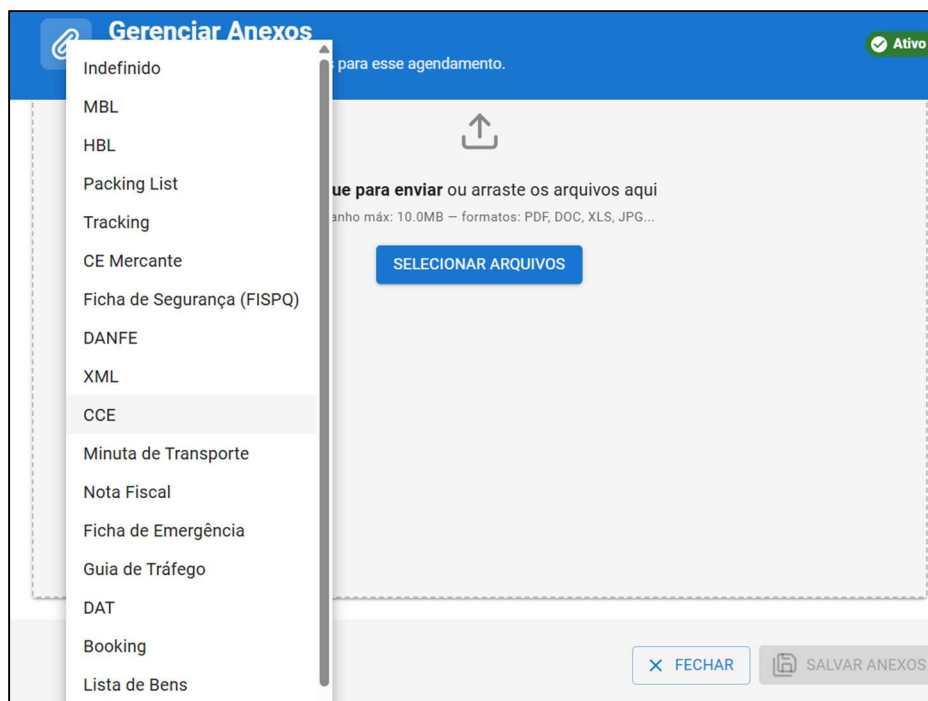 Gerenciar Anexos
para esse agendamento.
Ativo
Indefinido
MBL
HBL
Packing List
Tracking
CE Mercante
Ficha de Segurança (FISPQ)
DANFE
XML
CCE
Minuta de Transporte
Nota Fiscal
Ficha de Emergência
Guia de Tráfego
DAT
Booking
Lista de Bens
ue para enviar ou arraste os arquivos aqui
anho máx: 10.0MB — formatos: PDF, DOC, XLS, JPG...
SELECIONAR ARQUIVOS
FECHAR
SALVAR ANEXOS